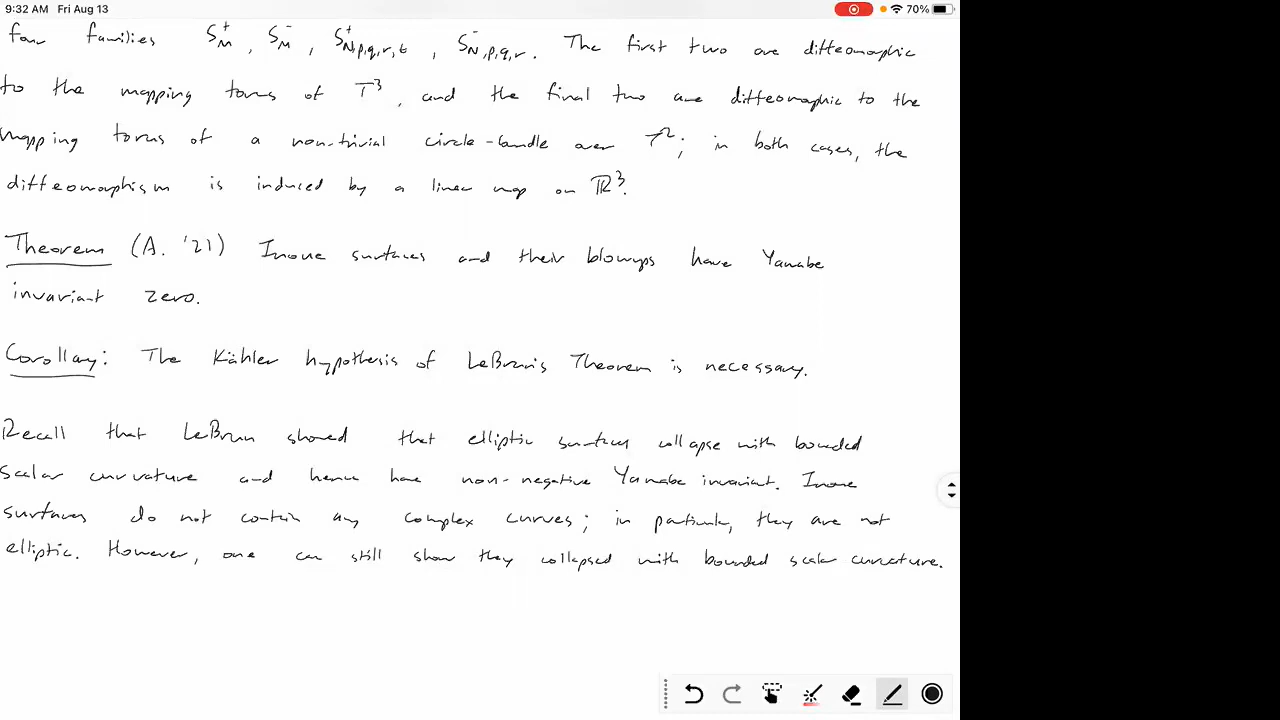 9:32 AM Fri Aug 13
70%
four families S_M^+, S_M^-, S^+_{N,p,q,r,t}, S^-_{N,p,q,r}. The first two are diffeomorphic
to the mapping torus of T^3, and the final two are diffeomorphic to the
mapping torus of a non-trivial circle-bundle over T^2; in both cases, the
diffeomorphism is induced by a linear map on ℝ^3.
Theorem (A. '21) Inoue surfaces and their blowups have Yamabe
invariant zero.
Corollary: The Kähler hypothesis of LeBrun's Theorem is necessary.
Recall that LeBrun showed that elliptic surfaces collapse with bounded
scalar curvature and hence have non-negative Yamabe invariant. Inoue
surfaces do not contain any complex curves; in particular, they are not
elliptic. However, one can still show they collapsed with bounded scalar curvature.